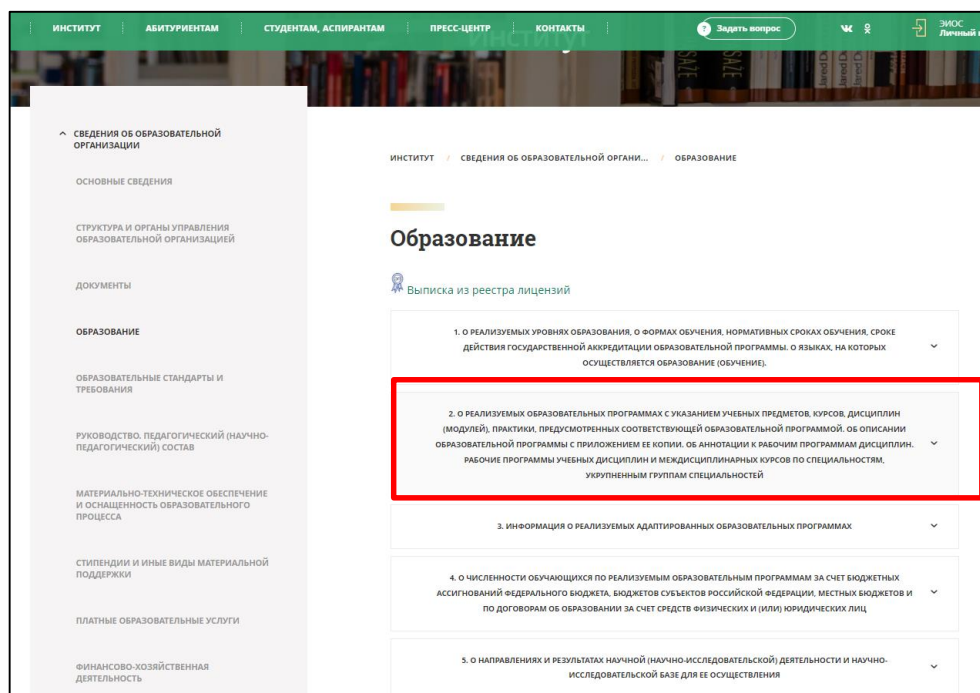 ИНСТИТУТ
АБИТУРИЕНТАМ
СТУДЕНТАМ, АСПИРАНТАМ
ПРЕСС-ЦЕНТР
КОНТАКТЫ
? Задать вопрос
ЭИОС
Личный
ИНСТИТУТ
^ СВЕДЕНИЯ ОБ ОБРАЗОВАТЕЛЬНОЙ
ОРГАНИЗАЦИИ
ОСНОВНЫЕ СВЕДЕНИЯ
СТРУКТУРА И ОРГАНЫ УПРАВЛЕНИЯ
ОБРАЗОВАТЕЛЬНОЙ ОРГАНИЗАЦИЕЙ
ДОКУМЕНТЫ
ОБРАЗОВАНИЕ
ОБРАЗОВАТЕЛЬНЫЕ СТАНДАРТЫ И
ТРЕБОВАНИЯ
РУКОВОДСТВО. ПЕДАГОГИЧЕСКИЙ (НАУЧНО-
ПЕДАГОГИЧЕСКИЙ) СОСТАВ
МАТЕРИАЛЬНО-ТЕХНИЧЕСКОЕ ОБЕСПЕЧЕНИЕ
И ОСНАЩЕННОСТЬ ОБРАЗОВАТЕЛЬНОГО
ПРОЦЕССА
СТИПЕНДИИ И ИНЫЕ ВИДЫ МАТЕРИАЛЬНОЙ
ПОДДЕРЖКИ
ПЛАТНЫЕ ОБРАЗОВАТЕЛЬНЫЕ УСЛУГИ
ФИНАНСОВО-ХОЗЯЙСТВЕННАЯ
ДЕЯТЕЛЬНОСТЬ
ИНСТИТУТ / СВЕДЕНИЯ ОБ ОБРАЗОВАТЕЛЬНОЙ ОРГАНИ... / ОБРАЗОВАНИЕ
Образование
Выписка из реестра лицензий
1. О РЕАЛИЗУЕМЫХ УРОВНЯХ ОБРАЗОВАНИЯ, О ФОРМАХ ОБУЧЕНИЯ, НОРМАТИВНЫХ СРОКАХ ОБУЧЕНИЯ, СРОКЕ
ДЕЙСТВИЯ ГОСУДАРСТВЕННОЙ АККРЕДИТАЦИИ ОБРАЗОВАТЕЛЬНОЙ ПРОГРАММЫ. О ЯЗЫКАХ, НА КОТОРЫХ
ОСУЩЕСТВЛЯЕТСЯ ОБРАЗОВАНИЕ (ОБУЧЕНИЕ).
2. О РЕАЛИЗУЕМЫХ ОБРАЗОВАТЕЛЬНЫХ ПРОГРАММАХ С УКАЗАНИЕМ УЧЕБНЫХ ПРЕДМЕТОВ, КУРСОВ, ДИСЦИПЛИН
(МОДУЛЕЙ), ПРАКТИКИ, ПРЕДУСМОТРЕННЫХ СООТВЕТСТВУЮЩЕЙ ОБРАЗОВАТЕЛЬНОЙ ПРОГРАММОЙ. ОБ ОПИСАНИИ
ОБРАЗОВАТЕЛЬНОЙ ПРОГРАММЫ С ПРИЛОЖЕНИЕМ ЕЕ КОПИИ. ОБ АННОТАЦИИ К РАБОЧИМ ПРОГРАММАМ ДИСЦИПЛИН.
РАБОЧИЕ ПРОГРАММЫ УЧЕБНЫХ ДИСЦИПЛИН И МЕЖДИСЦИПЛИНАРНЫХ КУРСОВ ПО СПЕЦИАЛЬНОСТЯМ,
УКРУПНЕННЫМ ГРУППАМ СПЕЦИАЛЬНОСТЕЙ
3. ИНФОРМАЦИЯ О РЕАЛИЗУЕМЫХ АДАПТИРОВАННЫХ ОБРАЗОВАТЕЛЬНЫХ ПРОГРАММАХ
4. О ЧИСЛЕННОСТИ ОБУЧАЮЩИХСЯ ПО РЕАЛИЗУЕМЫМ ОБРАЗОВАТЕЛЬНЫМ ПРОГРАММАМ ЗА СЧЕТ БЮДЖЕТНЫХ
АССИГНОВАНИЙ ФЕДЕРАЛЬНОГО БЮДЖЕТА, БЮДЖЕТОВ СУБЪЕКТОВ РОССИЙСКОЙ ФЕДЕРАЦИИ, МЕСТНЫХ БЮДЖЕТОВ И
ПО ДОГОВОРАМ ОБ ОБРАЗОВАНИИ ЗА СЧЕТ СРЕДСТВ ФИЗИЧЕСКИХ И (ИЛИ) ЮРИДИЧЕСКИХ ЛИЦ
5. О НАПРАВЛЕНИЯХ И РЕЗУЛЬТАТАХ НАУЧНОЙ (НАУЧНО-ИССЛЕДОВАТЕЛЬСКОЙ) ДЕЯТЕЛЬНОСТИ И НАУЧНО-
ИССЛЕДОВАТЕЛЬСКОЙ БАЗЕ ДЛЯ ЕЕ ОСУЩЕСТВЛЕНИЯ